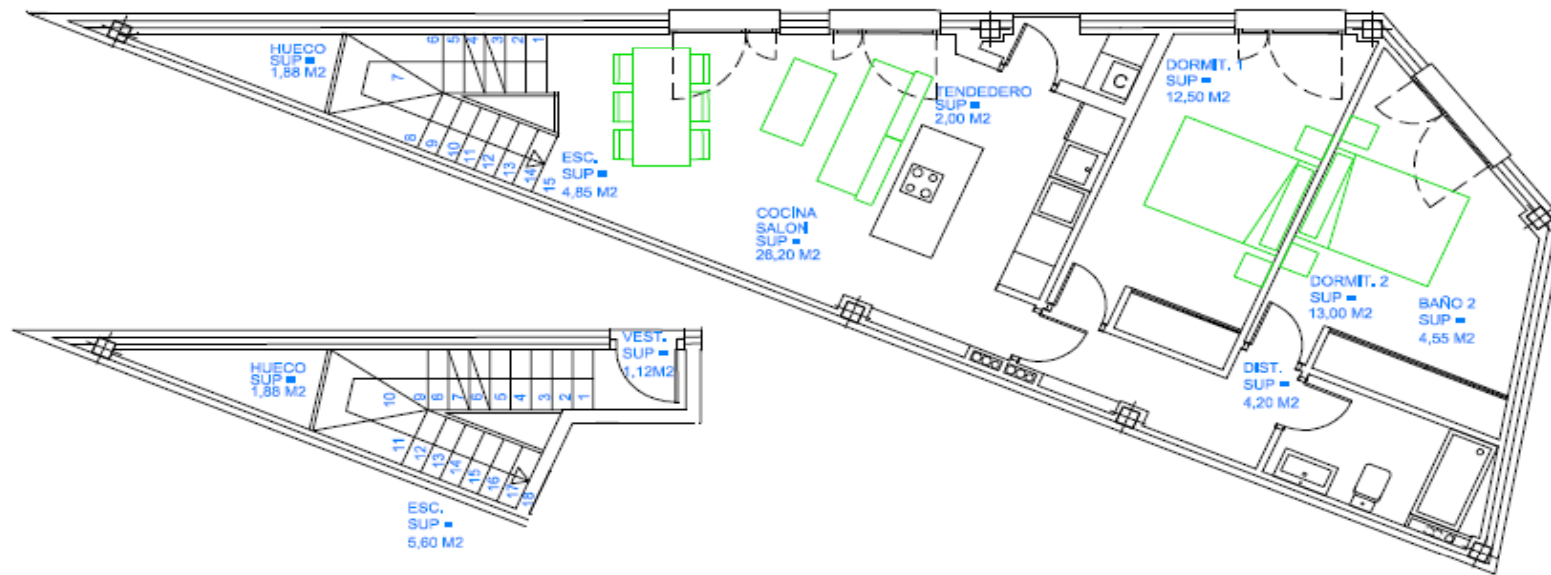 HUECO
SUP =
1,88 M2
6
5
4
3
2
1
7
8
9
10
11
12
13
14
15
ESC.
SUP =
4,85 M2
TENDEDERO
SUP =
2,00 M2
C
DORMIT. 1
SUP =
12,50 M2
COCINA
SALON
SUP =
26,20 M2
DORMIT. 2
SUP =
13,00 M2
BAÑO 2
SUP =
4,55 M2
DIST.
SUP =
4,20 M2
VEST.
SUP =
1,12M2
HUECO
SUP =
1,88 M2
10
9
8
7
6
5
4
3
2
1
11
12
13
14
15
16
17
18
ESC.
SUP =
5,60 M2